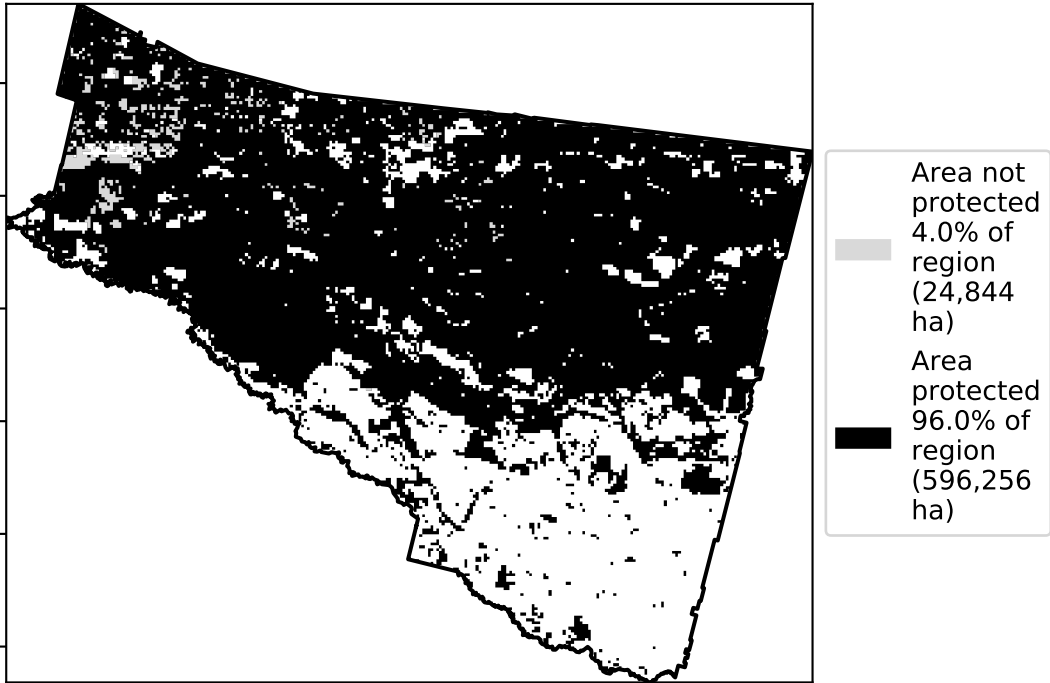 Area not
protected
4.0% of
region
(24,844
ha)
Area
protected
96.0% of
region
(596,256
ha)